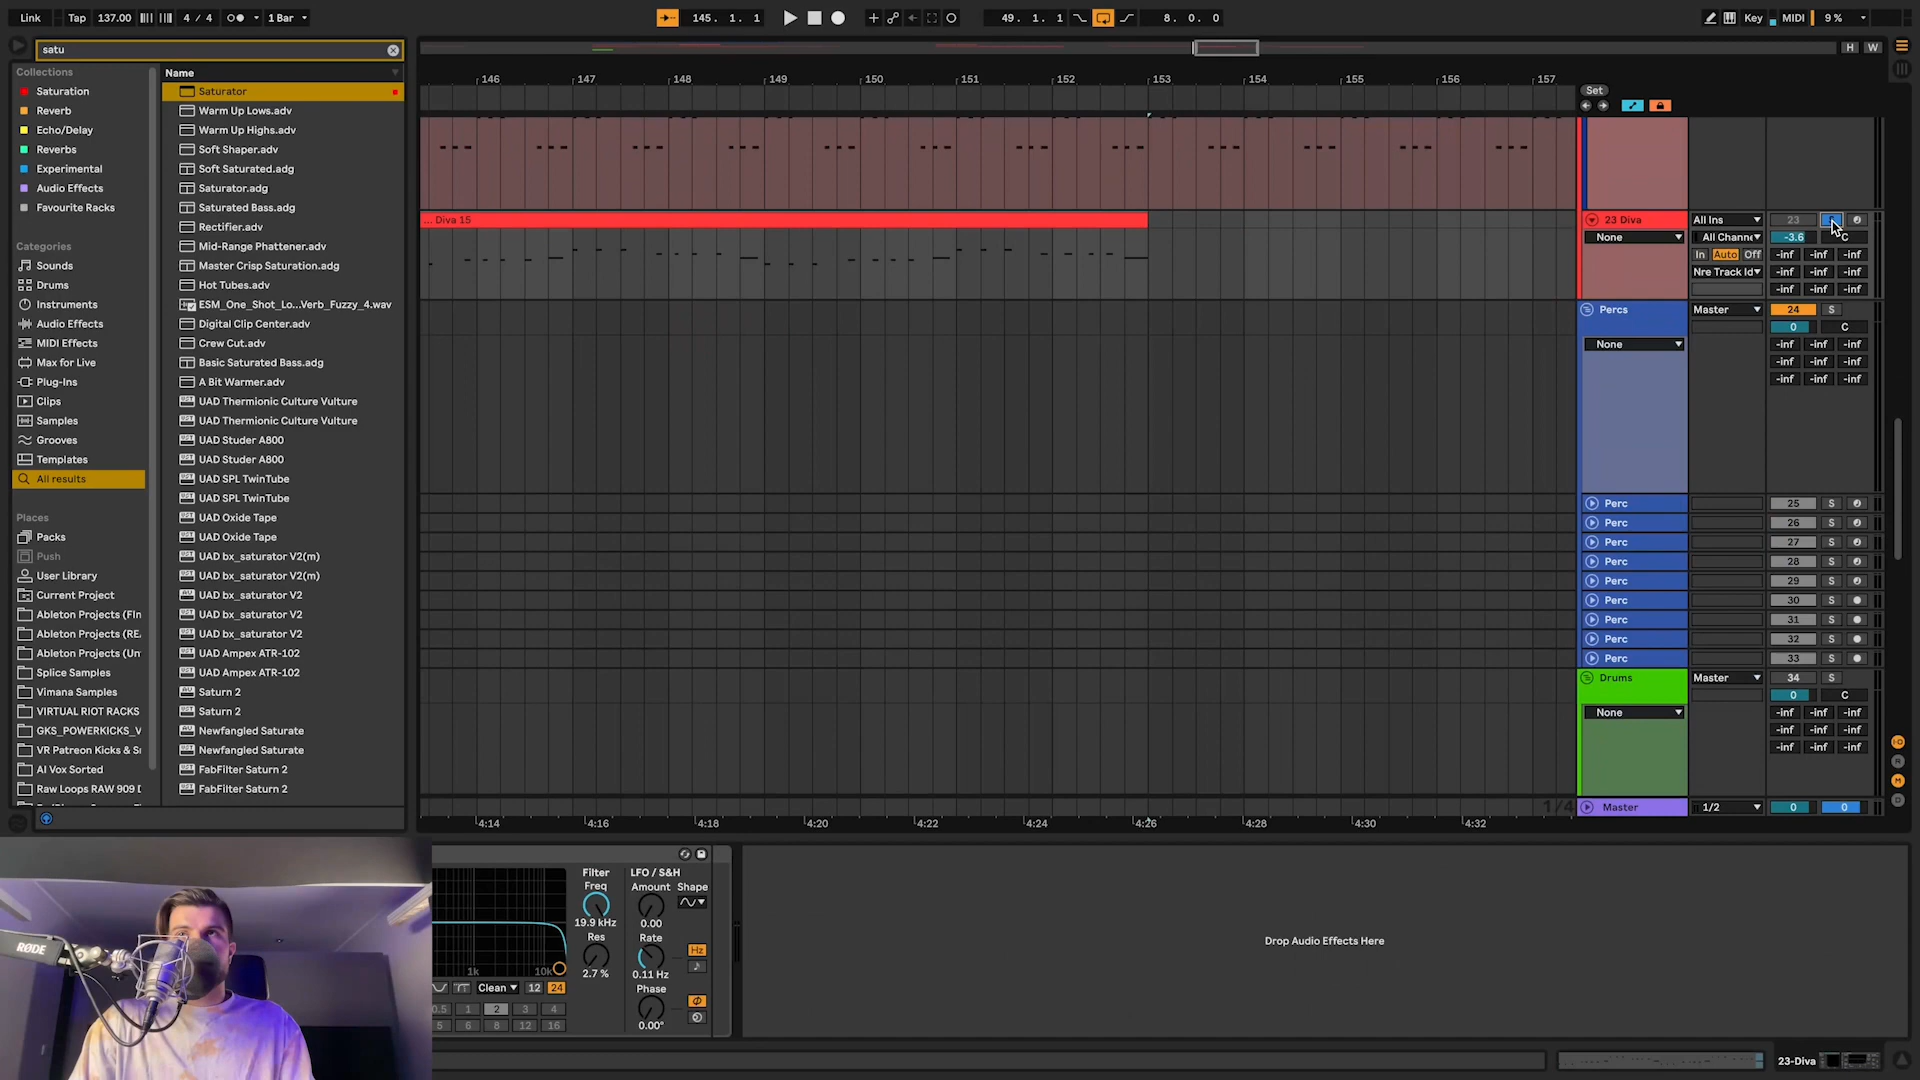 Link Tap 137.00 4 / 4 1 Bar 145. 1. 1 49. 1. 1 8. 0. 0 Key MIDI 9 %
satu
H W
Collections
Saturation
Reverb
Echo/Delay
Reverbs
Experimental
Audio Effects
Favourite Racks
Categories
Sounds
Drums
Instruments
Audio Effects
MIDI Effects
Max for Live
Plug-Ins
Clips
Samples
Grooves
Templates
All results
Places
Packs
Push
User Library
Current Project
Ableton Projects (FIn
Ableton Projects (RE
Ableton Projects (Un
Splice Samples
Vimana Samples
VIRTUAL RIOT RACKS
GKS_POWERKICKS_V
VR Patreon Kicks & S
AI Vox Sorted
Raw Loops RAW 909 D
Name
Saturator
Warm Up Lows.adv
Warm Up Highs.adv
Soft Shaper.adv
Soft Saturated.adg
Saturator.adg
Saturated Bass.adg
Rectifier.adv
Mid-Range Phattener.adv
Master Crisp Saturation.adg
Hot Tubes.adv
ESM_One_Shot_Lo...Verb_Fuzzy_4.wav
Digital Clip Center.adv
Crew Cut.adv
Basic Saturated Bass.adg
A Bit Warmer.adv
UAD Thermionic Culture Vulture
UAD Thermionic Culture Vulture
UAD Studer A800
UAD Studer A800
UAD SPL TwinTube
UAD SPL TwinTube
UAD Oxide Tape
UAD Oxide Tape
UAD bx_saturator V2(m)
UAD bx_saturator V2(m)
UAD bx_saturator V2
UAD bx_saturator V2
UAD bx_saturator V2
UAD Ampex ATR-102
UAD Ampex ATR-102
Saturn 2
Saturn 2
Newfangled Saturate
Newfangled Saturate
FabFilter Saturn 2
FabFilter Saturn 2
146 147 148 149 150 151 152 153 154 155 156 157
Set
... Diva 15
23 Diva All Ins 23
None All Channe -3.6 C
In Auto Off -inf -inf -inf
Nre Track Id -inf -inf -inf
-inf -inf -inf
Percs Master 24 S
0 C
None -inf -inf -inf
-inf -inf -inf
-inf -inf -inf
Perc 25 S
Perc 26 S
Perc 27 S
Perc 28 S
Perc 29 S
Perc 30 S
Perc 31 S
Perc 32 S
Perc 33 S
Drums Master 34 S
0 C
None -inf -inf -inf
-inf -inf -inf
-inf -inf -inf
1/4 Master 1/2 0 0
4:14 4:16 4:18 4:20 4:22 4:24 4:26 4:28 4:30 4:32
Filter LFO / S&H
Freq Amount Shape
19.9 kHz 0.00
Res Rate
2.7 % 0.11 Hz Hz
1k 10k
Clean 12 24 Phase
0.5 1 2 3 4
5 6 8 12 16 0.00°
Drop Audio Effects Here
RØDE
23-Diva